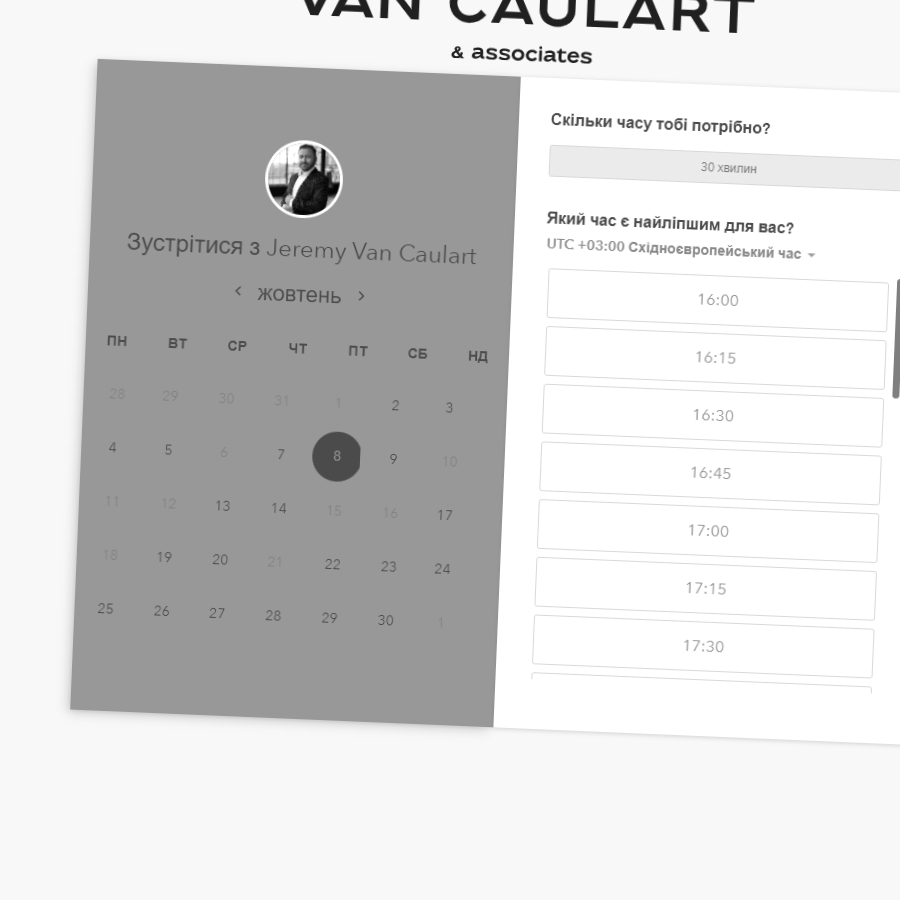 VAN CAULART
& associates
Зустрітися з Jeremy Van Caulart
жовтень
ПН ВТ СР ЧТ ПТ СБ НД
28 29 30 31 1 2 3
4 5 6 7 8 9 10
11 12 13 14 15 16 17
18 19 20 21 22 23 24
25 26 27 28 29 30 1
Скільки часу тобі потрібно?
30 хвилин
Який час є найліпшим для вас?
UTC +03:00 Східноєвропейський час
16:00
16:15
16:30
16:45
17:00
17:15
17:30